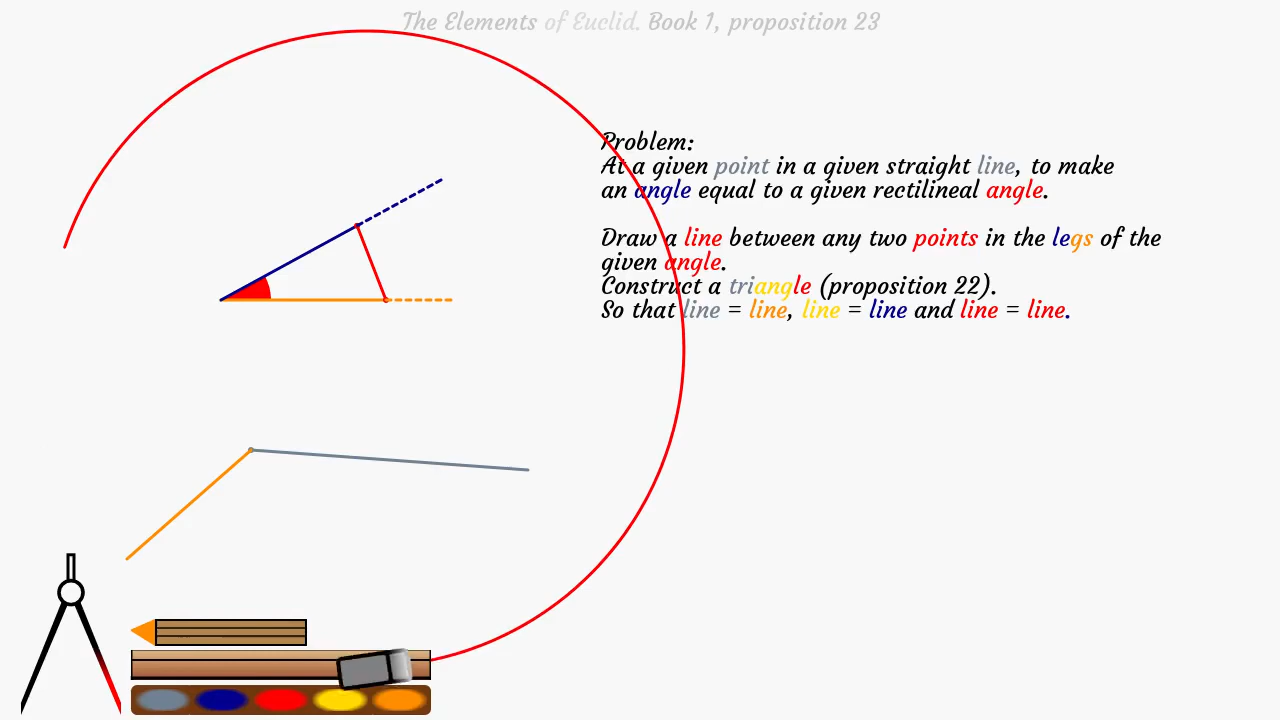 The Elements of Euclid. Book 1, proposition 23
Problem:
At a given point in a given straight line, to make
an angle equal to a given rectilineal angle.
Draw a line between any two points in the legs of the
given angle.
Construct a triangle (proposition 22).
So that line = line, line = line and line = line.